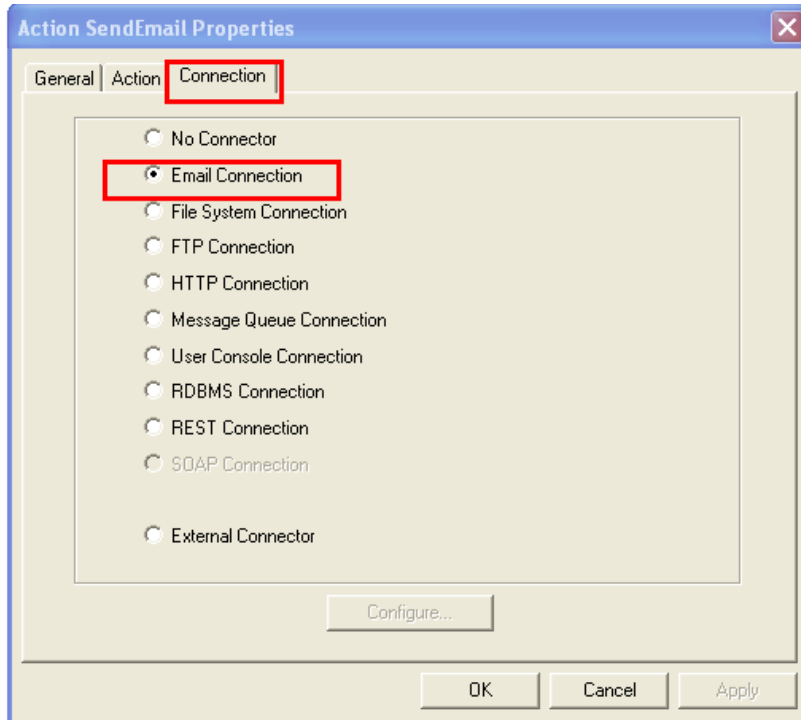 Action SendEmail Properties
General Action Connection
No Connector
Email Connection
File System Connection
FTP Connection
HTTP Connection
Message Queue Connection
User Console Connection
RDBMS Connection
REST Connection
SOAP Connection
External Connector
Configure...
OK Cancel Apply